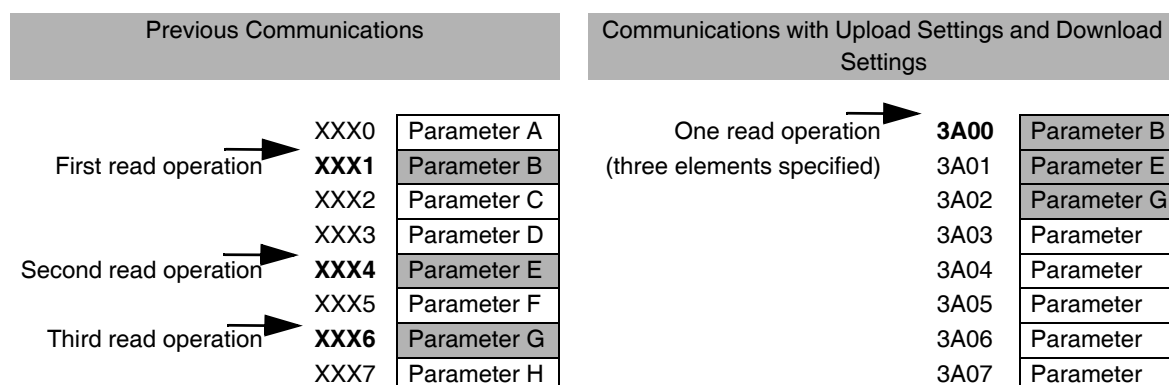 Previous Communications
XXX0 Parameter A
First read operation XXX1 Parameter B
XXX2 Parameter C
XXX3 Parameter D
Second read operation XXX4 Parameter E
XXX5 Parameter F
Third read operation XXX6 Parameter G
XXX7 Parameter H
Communications with Upload Settings and Download
Settings
One read operation 3A00 Parameter B
(three elements specified) 3A01 Parameter E
3A02 Parameter G
3A03 Parameter
3A04 Parameter
3A05 Parameter
3A06 Parameter
3A07 Parameter